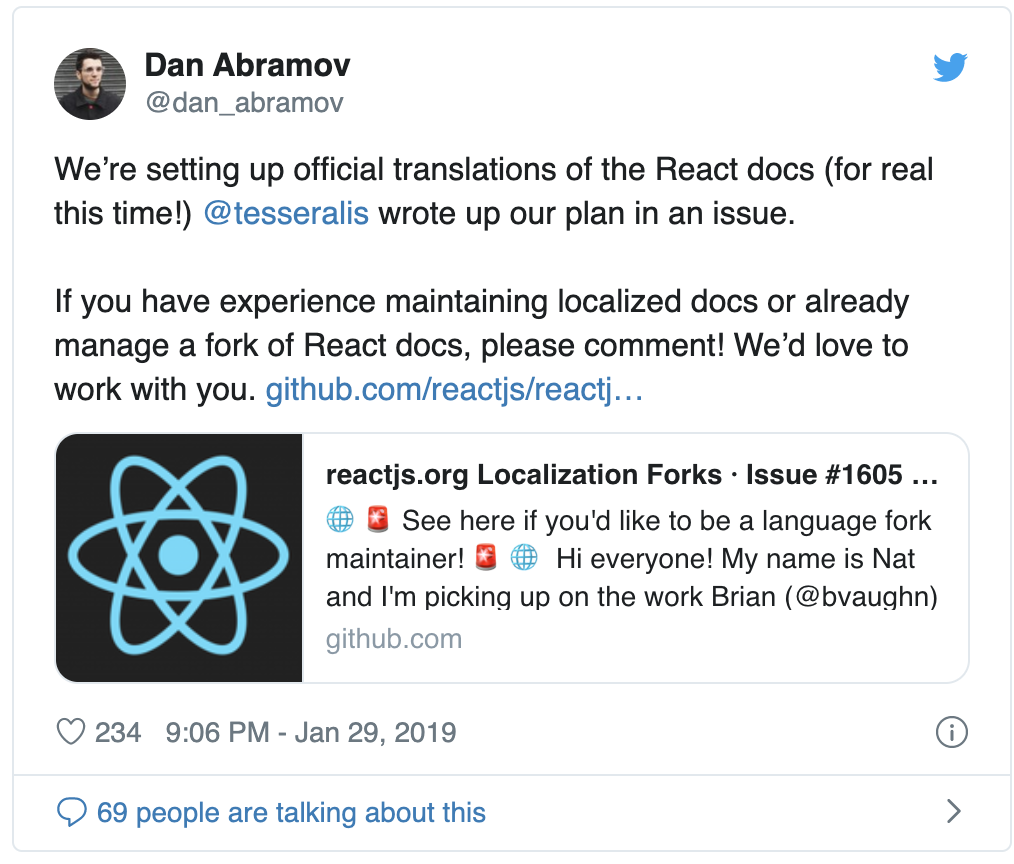 Dan Abramov
@dan_abramov
We’re setting up official translations of the React docs (for real
this time!) @tesseralis wrote up our plan in an issue.
If you have experience maintaining localized docs or already
manage a fork of React docs, please comment! We’d love to
work with you. github.com/reactjs/reactj…
reactjs.org Localization Forks · Issue #1605 ...
🌐 🚨 See here if you'd like to be a language fork
maintainer! 🚨 🌐 Hi everyone! My name is Nat
and I'm picking up on the work Brian (@bvaughn)
github.com
234 9:06 PM - Jan 29, 2019
69 people are talking about this